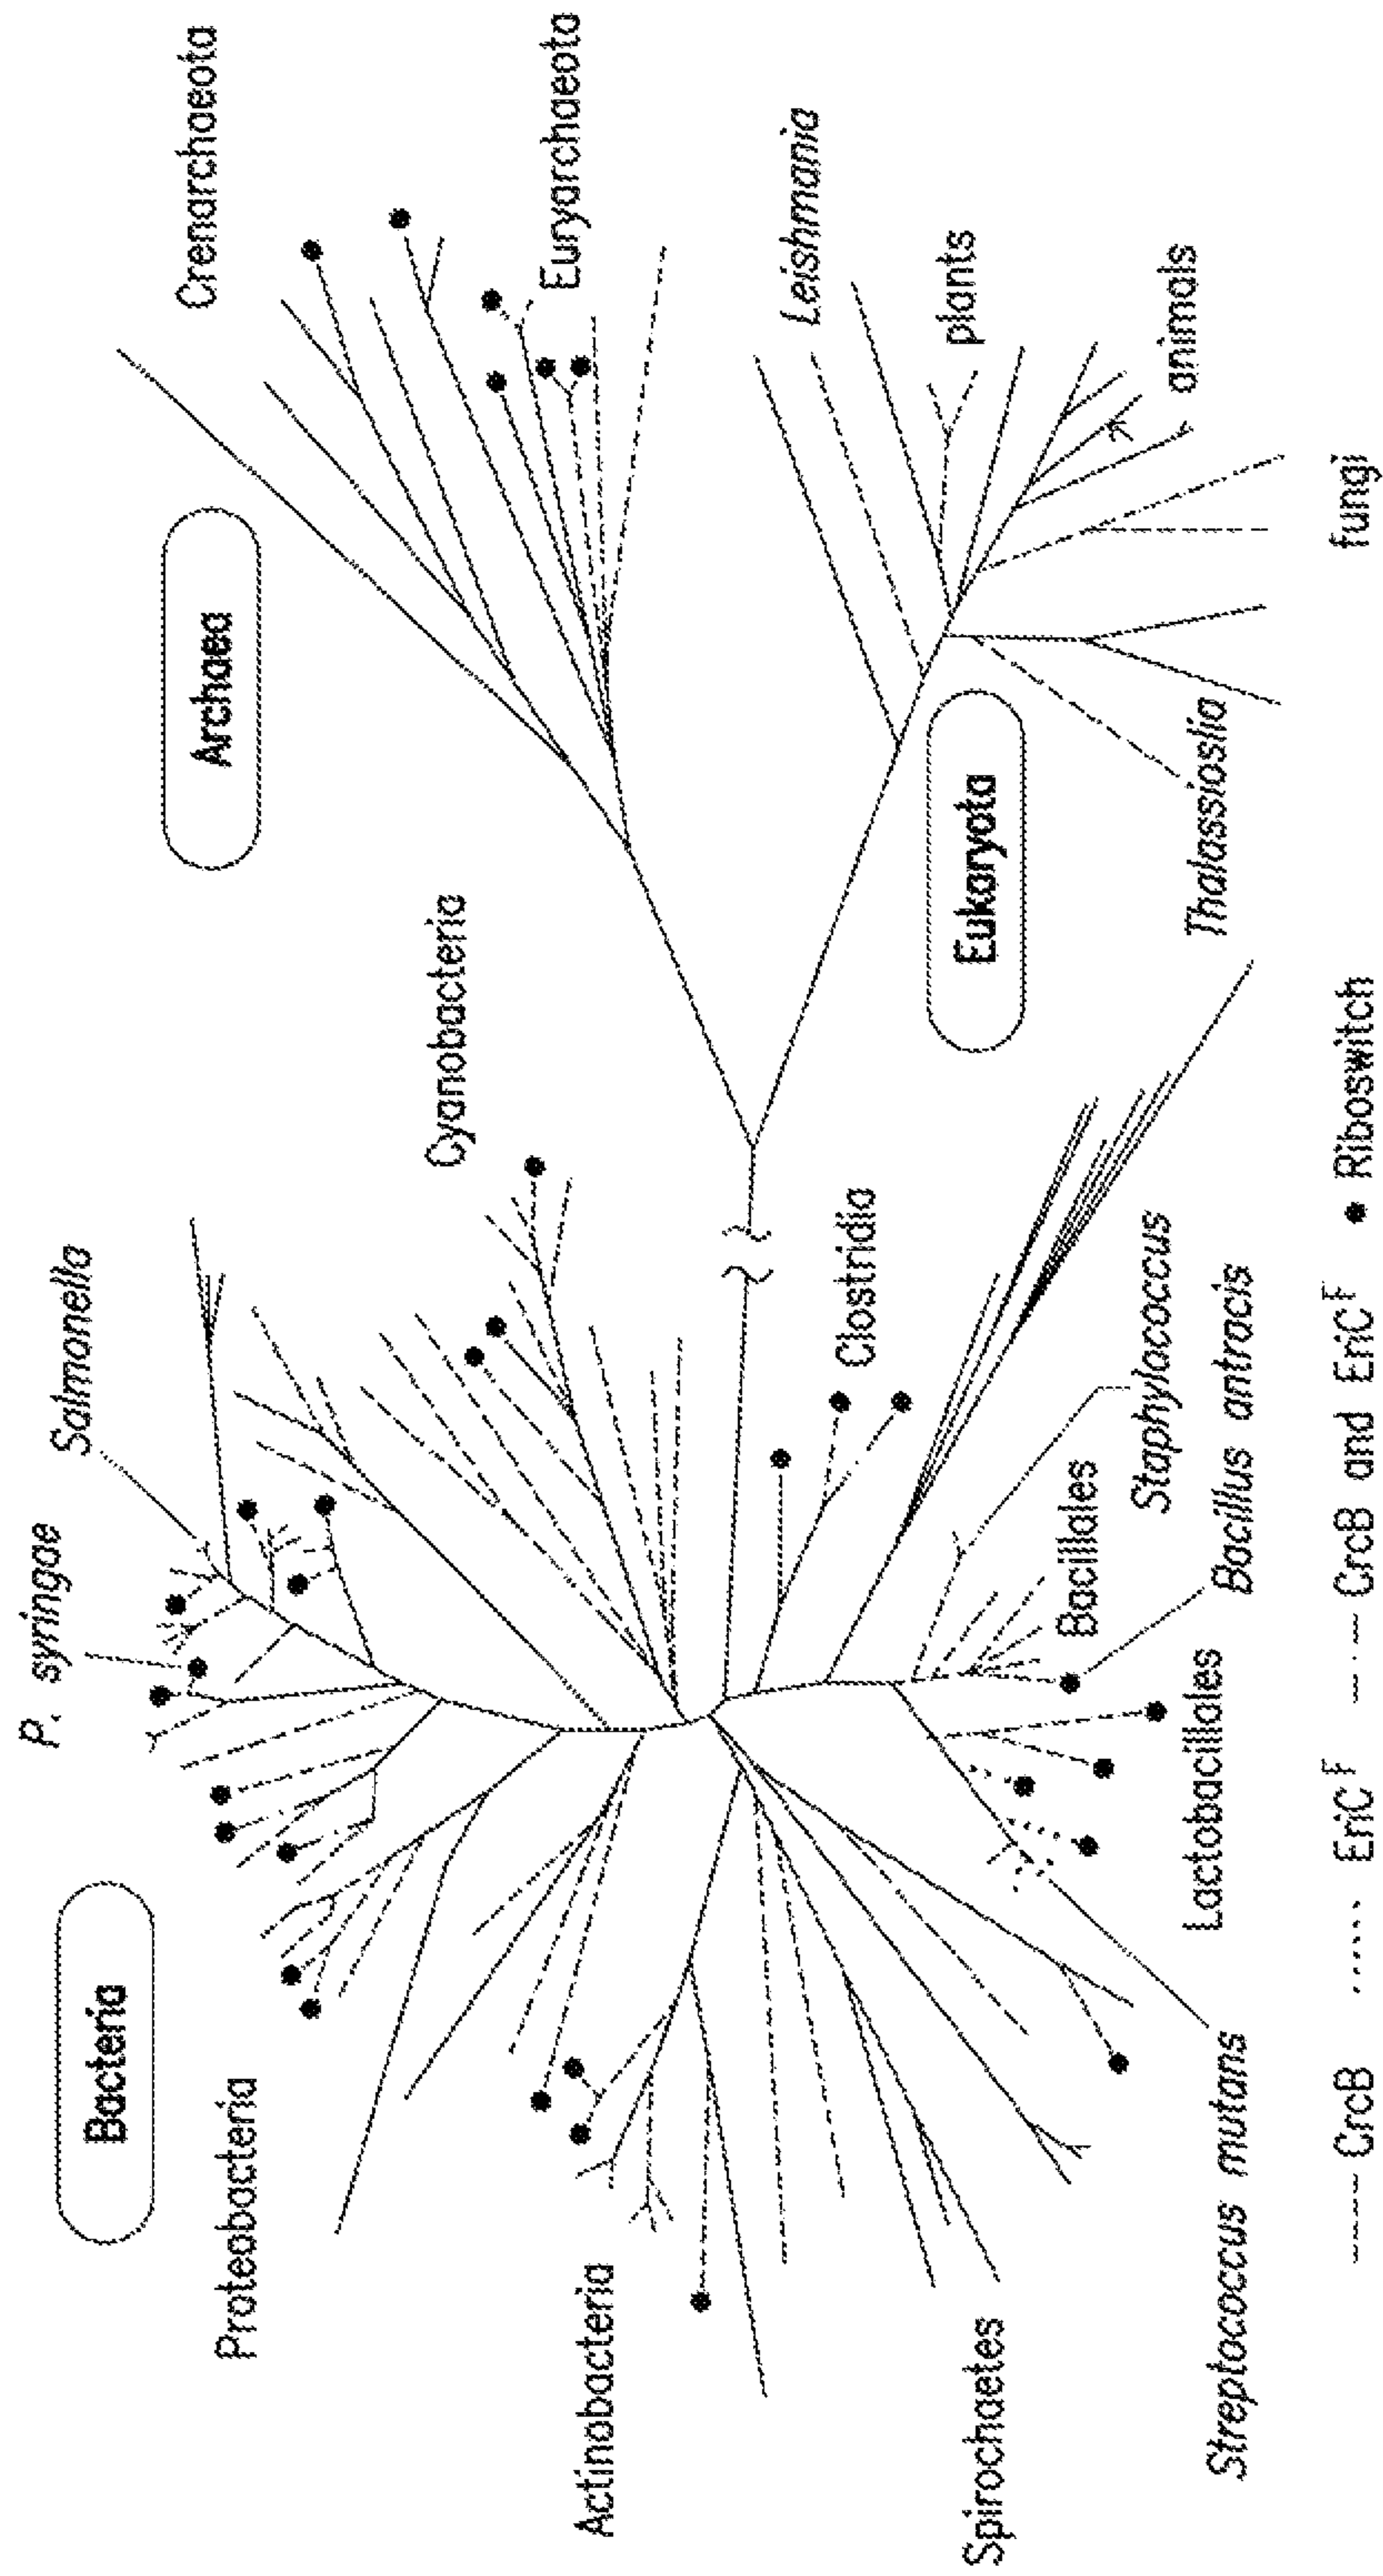 Bacteria
Archaea
Eukaryota
P. syringae
Salmonella
Proteobacteria
Cyanobacteria
Crenarchaeota
Euryarchaeota
Actinobacteria
Clostridia
Leishmania
plants
animals
fungi
Thalassioslia
Spirochaetes
Bacillales
Staphylococcus
Bacillus antracis
Lactobacillales
Streptococcus mutans
CrcB EriC^F CrcB and EriC^F Riboswitch